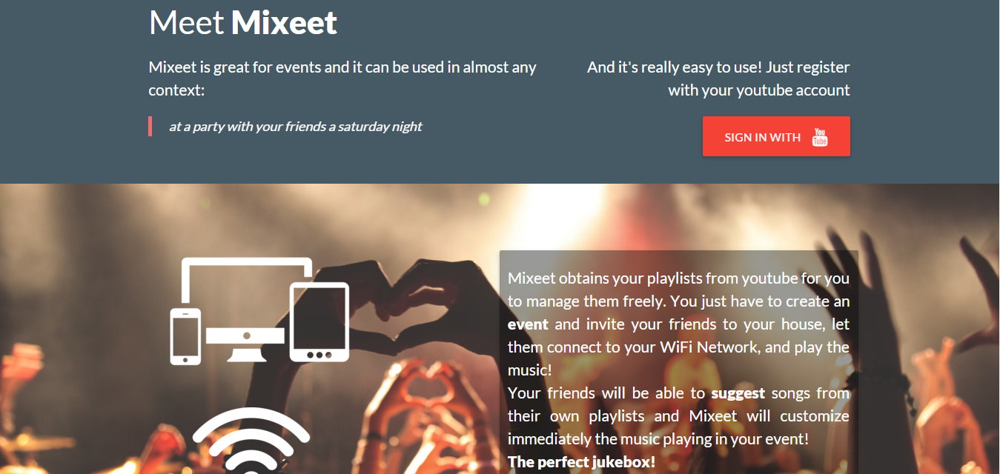 Meet Mixeet
Mixeet is great for events and it can be used in almost any
context:
at a party with your friends a saturday night
And it's really easy to use! Just register
with your youtube account
SIGN IN WITH You Tube
Mixeet obtains your playlists from youtube for you
to manage them freely. You just have to create an
event and invite your friends to your house, let
them connect to your WiFi Network, and play the
music!
Your friends will be able to suggest songs from
their own playlists and Mixeet will customize
immediately the music playing in your event!
The perfect jukebox!